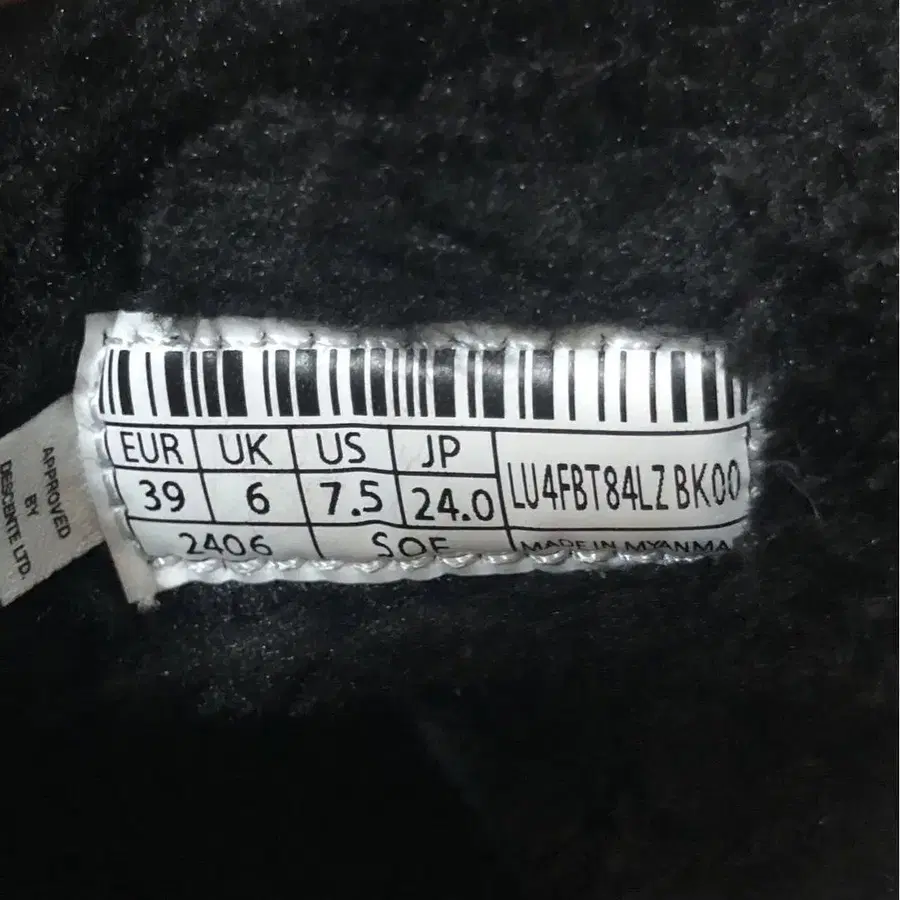 EUR UK US JP
39 6 7.5 24.0
LU4FBT84LZ BK00
2406 SOF MADE IN MYANMA
APPROVED
BY
DESCENTE LTD.